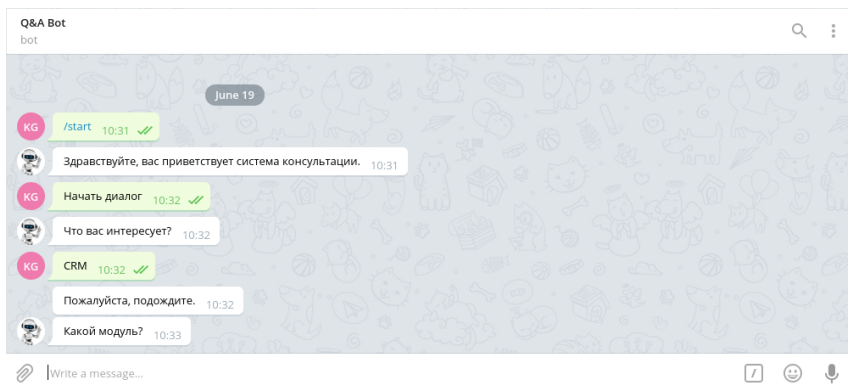 Q&A Bot
bot
June 19
KG
/start 10:31
Здравствуйте, вас приветствует система консультации. 10:31
KG
Начать диалог 10:32
Что вас интересует? 10:32
KG
CRM 10:32
Пожалуйста, подождите. 10:32
Какой модуль? 10:33
Write a message...